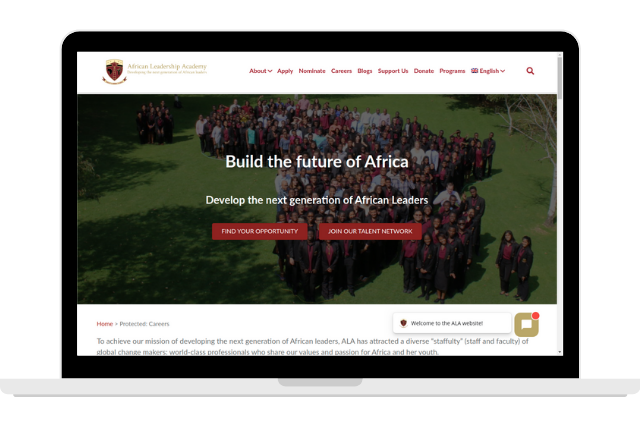 African Leadership Academy
Developing the next generation of African leaders
About Apply Nominate Careers Blogs Support Us Donate Programs English
Build the future of Africa
Develop the next generation of African Leaders
FIND YOUR OPPORTUNITY JOIN OUR TALENT NETWORK
Home > Protected: Careers
Welcome to the ALA website!
To achieve our mission of developing the next generation of African leaders, ALA has attracted a diverse “staffulty” (staff and faculty) of
global change makers: world-class professionals who share our values and passion for Africa and her youth.